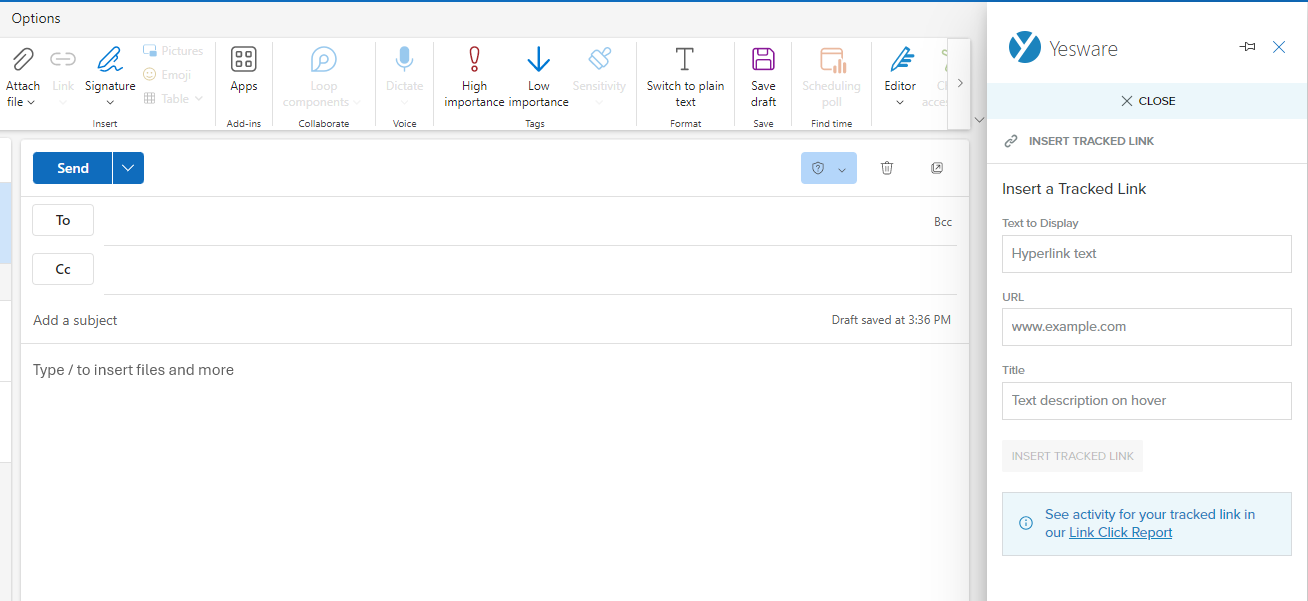 Options
Attach file
Link
Signature
Pictures
Emoji
Table
Insert
Apps
Add-ins
Loop components
Collaborate
Dictate
Voice
High importance
Low importance
Sensitivity
Tags
Switch to plain text
Format
Save draft
Save
Scheduling poll
Find time
Editor
Send
To
Bcc
Cc
Add a subject
Draft saved at 3:36 PM
Type / to insert files and more
Yesware
CLOSE
INSERT TRACKED LINK
Insert a Tracked Link
Text to Display
Hyperlink text
URL
www.example.com
Title
Text description on hover
INSERT TRACKED LINK
See activity for your tracked link in
our Link Click Report